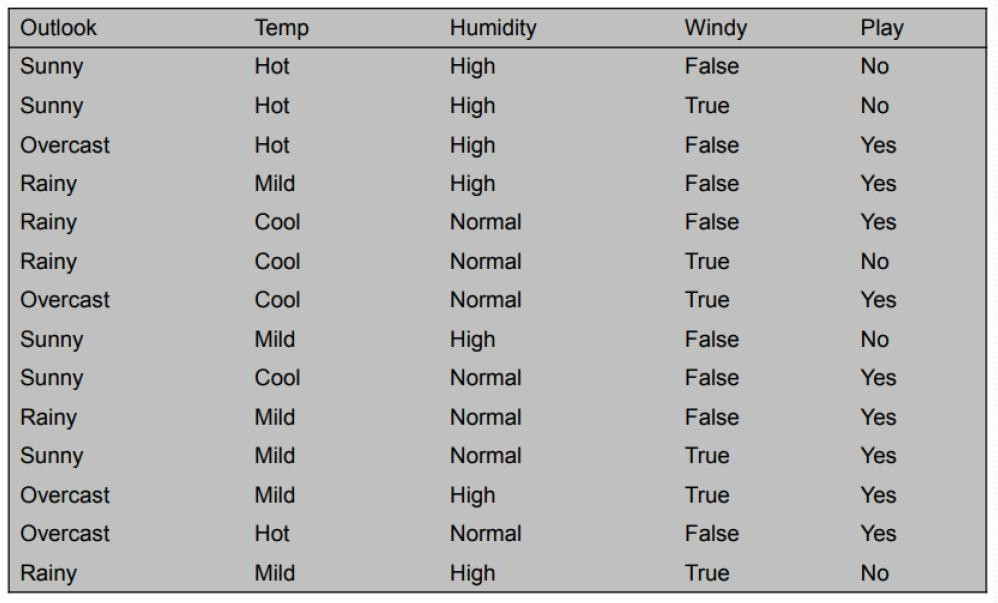 Outlook Temp Humidity Windy Play
Sunny Hot High False No
Sunny Hot High True No
Overcast Hot High False Yes
Rainy Mild High False Yes
Rainy Cool Normal False Yes
Rainy Cool Normal True No
Overcast Cool Normal True Yes
Sunny Mild High False No
Sunny Cool Normal False Yes
Rainy Mild Normal False Yes
Sunny Mild Normal True Yes
Overcast Mild High True Yes
Overcast Hot Normal False Yes
Rainy Mild High True No